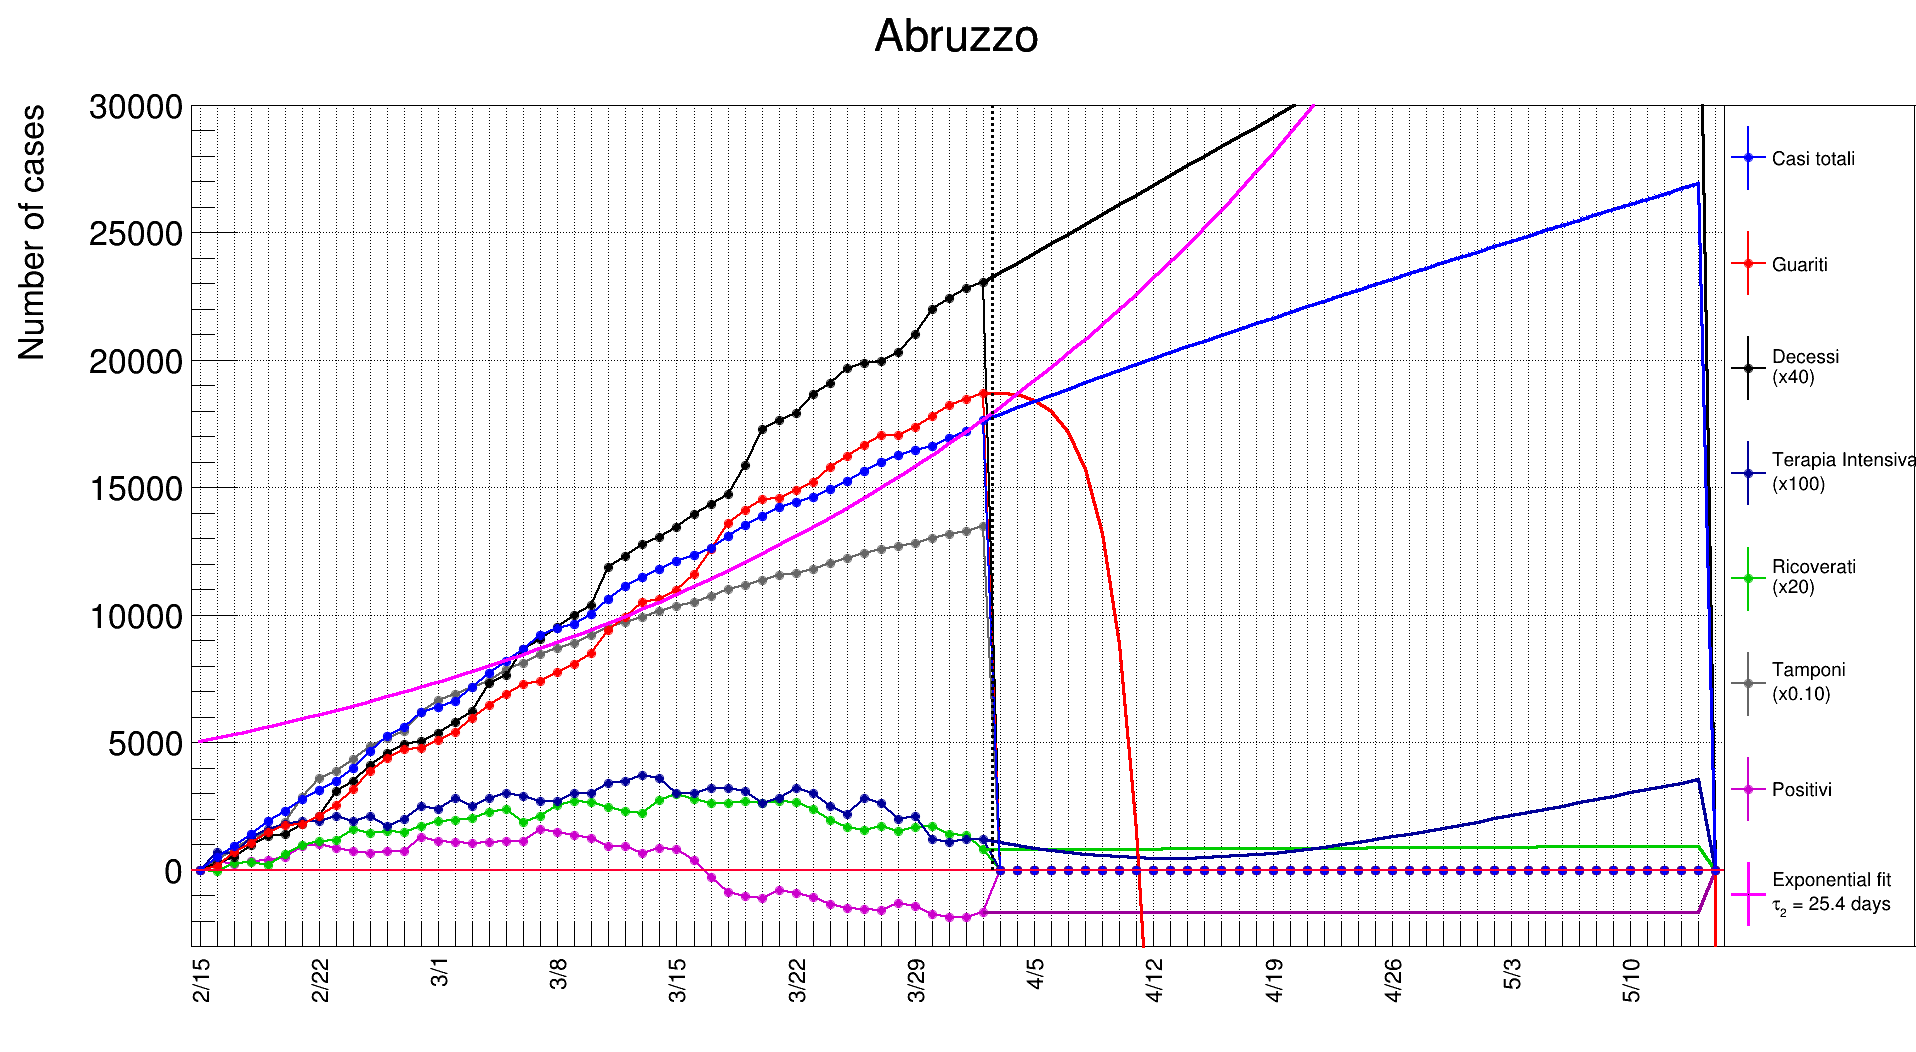 Abruzzo
Number of cases
30000
25000
20000
15000
10000
5000
0
2/15
2/22
3/1
3/8
3/15
3/22
3/29
4/5
4/12
4/19
4/26
5/3
5/10
Casi totali
Guariti
Decessi
(x40)
Terapia Intensiva
(x100)
Ricoverati
(x20)
Tamponi
(x0.10)
Positivi
Exponential fit
τ₂ = 25.4 days